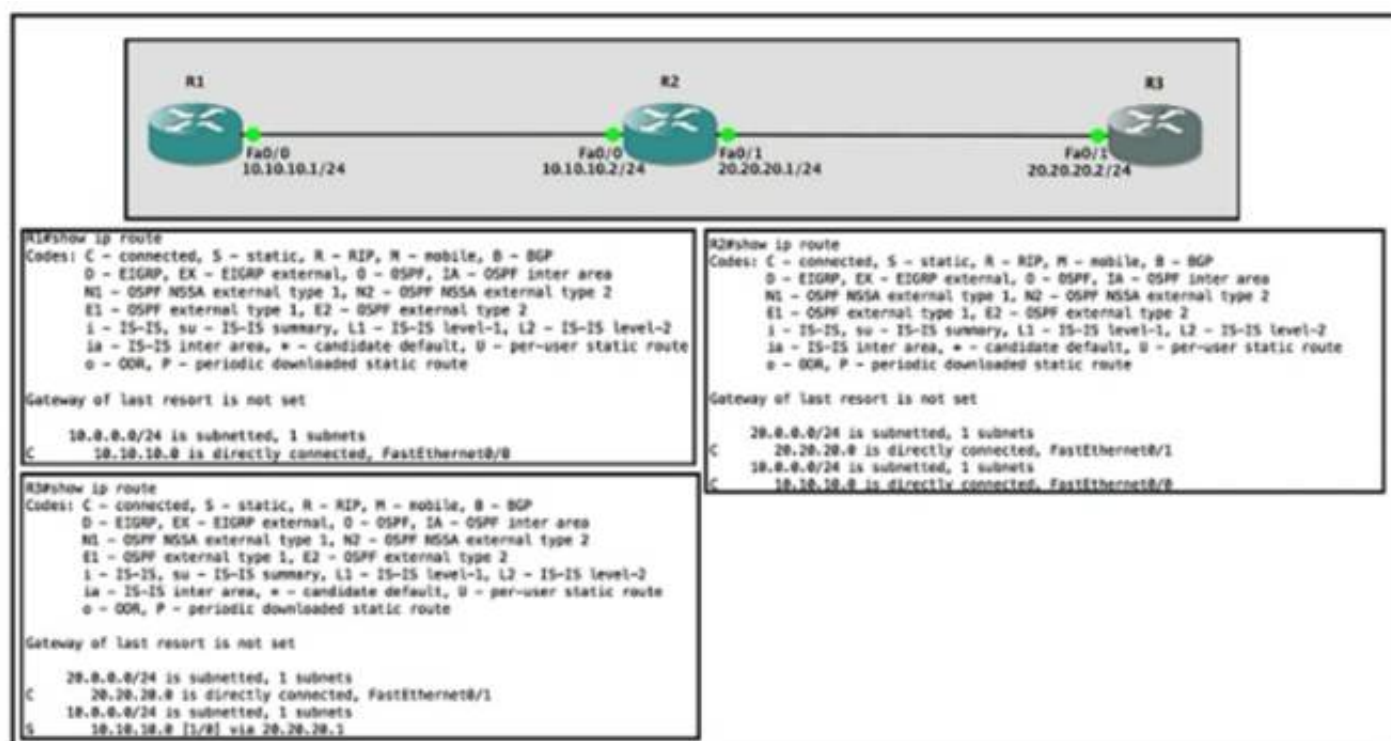 R1
R2
R3
Fa0/0
10.10.10.1/24
Fa0/0
10.10.10.2/24
Fa0/1
20.20.20.1/24
Fa0/1
20.20.20.2/24
R1#show ip route
Codes: C - connected, S - static, R - RIP, M - mobile, B - BGP
D - EIGRP, EX - EIGRP external, O - OSPF, IA - OSPF inter area
N1 - OSPF NSSA external type 1, N2 - OSPF NSSA external type 2
E1 - OSPF external type 1, E2 - OSPF external type 2
i - IS-IS, su - IS-IS summary, L1 - IS-IS level-1, L2 - IS-IS level-2
ia - IS-IS inter area, * - candidate default, U - per-user static route
o - ODR, P - periodic downloaded static route
Gateway of last resort is not set
10.0.0.0/24 is subnetted, 1 subnets
C 10.10.10.0 is directly connected, FastEthernet0/0
R2#show ip route
Codes: C - connected, S - static, R - RIP, M - mobile, B - BGP
D - EIGRP, EX - EIGRP external, O - OSPF, IA - OSPF inter area
N1 - OSPF NSSA external type 1, N2 - OSPF NSSA external type 2
E1 - OSPF external type 1, E2 - OSPF external type 2
i - IS-IS, su - IS-IS summary, L1 - IS-IS level-1, L2 - IS-IS level-2
ia - IS-IS inter area, * - candidate default, U - per-user static route
o - ODR, P - periodic downloaded static route
Gateway of last resort is not set
20.0.0.0/24 is subnetted, 1 subnets
C 20.20.20.0 is directly connected, FastEthernet0/1
10.0.0.0/24 is subnetted, 1 subnets
C 10.10.10.0 is directly connected, FastEthernet0/0
R3#show ip route
Codes: C - connected, S - static, R - RIP, M - mobile, B - BGP
D - EIGRP, EX - EIGRP external, O - OSPF, IA - OSPF inter area
N1 - OSPF NSSA external type 1, N2 - OSPF NSSA external type 2
E1 - OSPF external type 1, E2 - OSPF external type 2
i - IS-IS, su - IS-IS summary, L1 - IS-IS level-1, L2 - IS-IS level-2
ia - IS-IS inter area, * - candidate default, U - per-user static route
o - ODR, P - periodic downloaded static route
Gateway of last resort is not set
20.0.0.0/24 is subnetted, 1 subnets
C 20.20.20.0 is directly connected, FastEthernet0/1
10.0.0.0/24 is subnetted, 1 subnets
S 10.10.10.0 [1/0] via 20.20.20.1